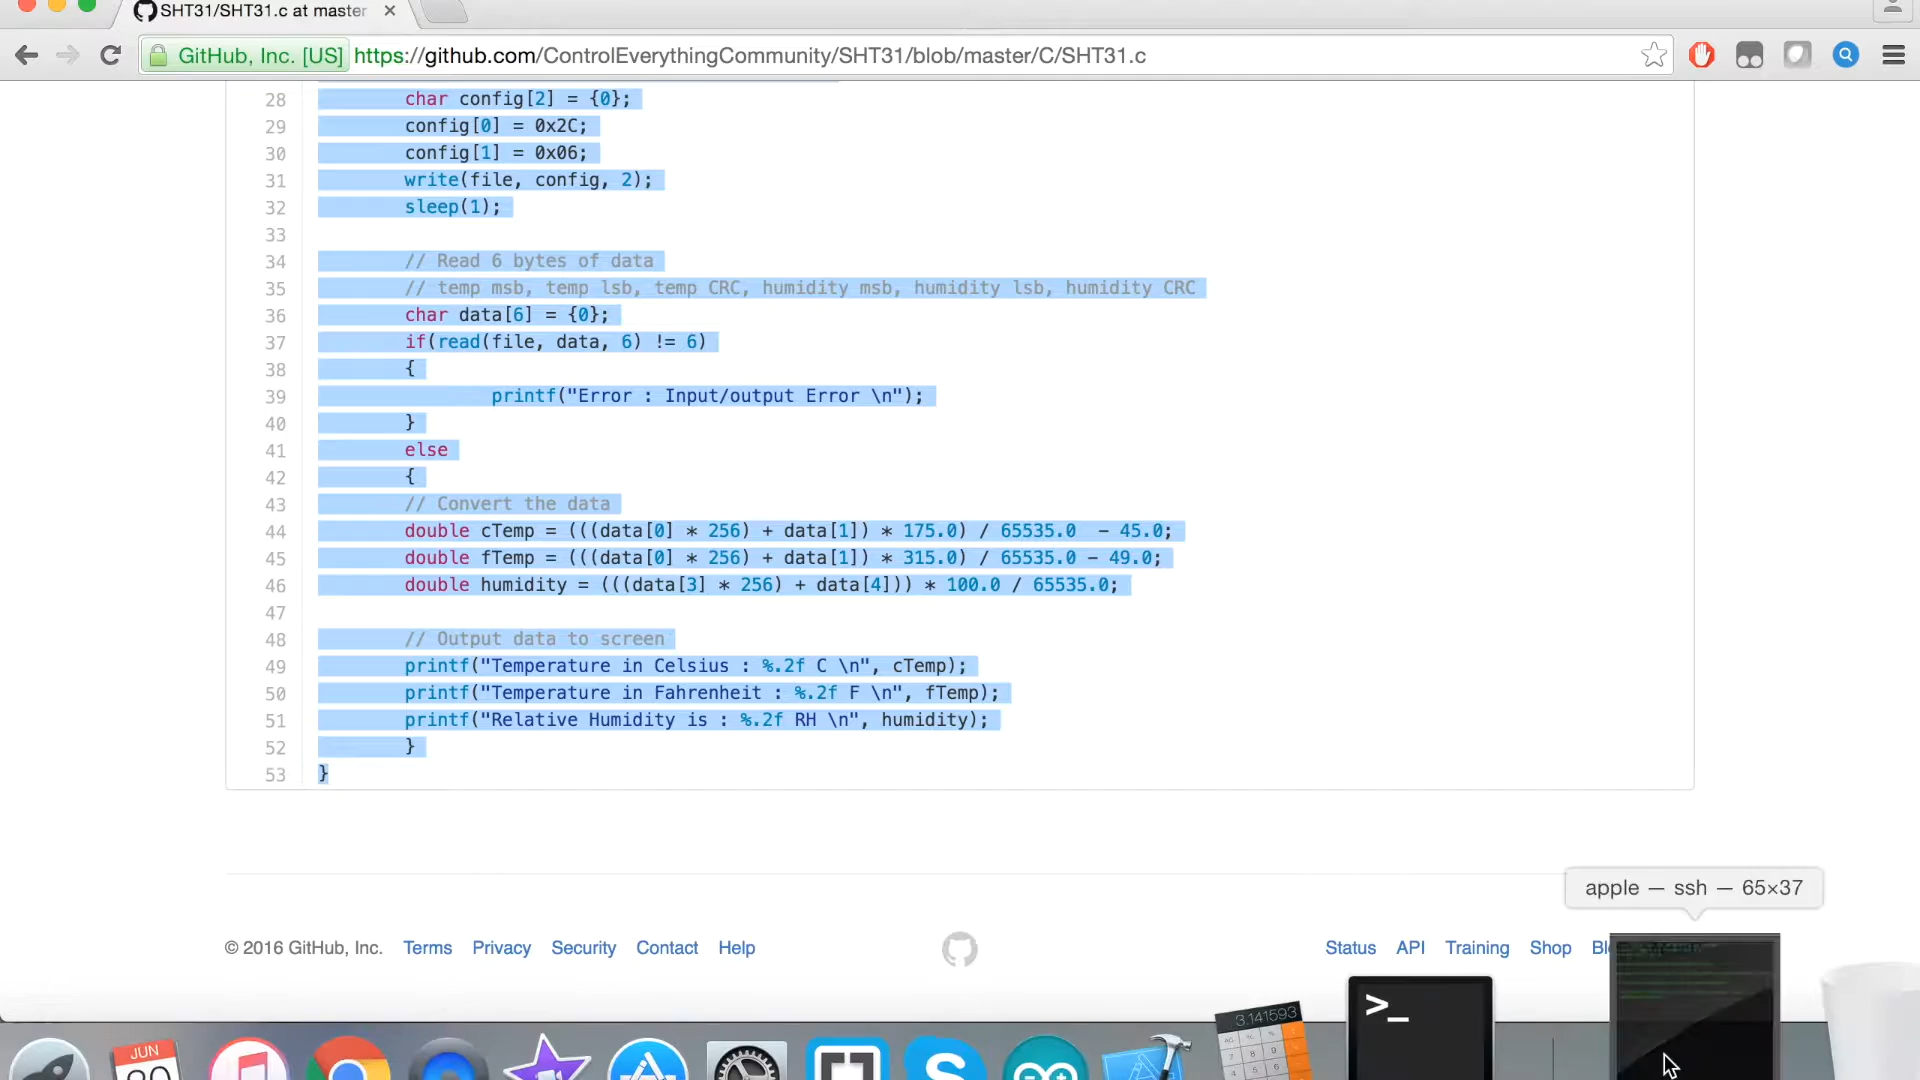 SHT31/SHT31.c at master
GitHub, Inc. [US] https://github.com/ControlEverythingCommunity/SHT31/blob/master/C/SHT31.c
28 char config[2] = {0};
29 config[0] = 0x2C;
30 config[1] = 0x06;
31 write(file, config, 2);
32 sleep(1);
33
34 // Read 6 bytes of data
35 // temp msb, temp lsb, temp CRC, humidity msb, humidity lsb, humidity CRC
36 char data[6] = {0};
37 if(read(file, data, 6) != 6)
38 {
39 printf("Error : Input/output Error \n");
40 }
41 else
42 {
43 // Convert the data
44 double cTemp = (((data[0] * 256) + data[1]) * 175.0) / 65535.0  - 45.0;
45 double fTemp = (((data[0] * 256) + data[1]) * 315.0) / 65535.0 - 49.0;
46 double humidity = (((data[3] * 256) + data[4])) * 100.0 / 65535.0;
47
48 // Output data to screen
49 printf("Temperature in Celsius : %.2f C \n", cTemp);
50 printf("Temperature in Fahrenheit : %.2f F \n", fTemp);
51 printf("Relative Humidity is : %.2f RH \n", humidity);
52 }
53 }
apple — ssh — 65×37
© 2016 GitHub, Inc. Terms Privacy Security Contact Help Status API Training Shop
>_
3.141593
JUN